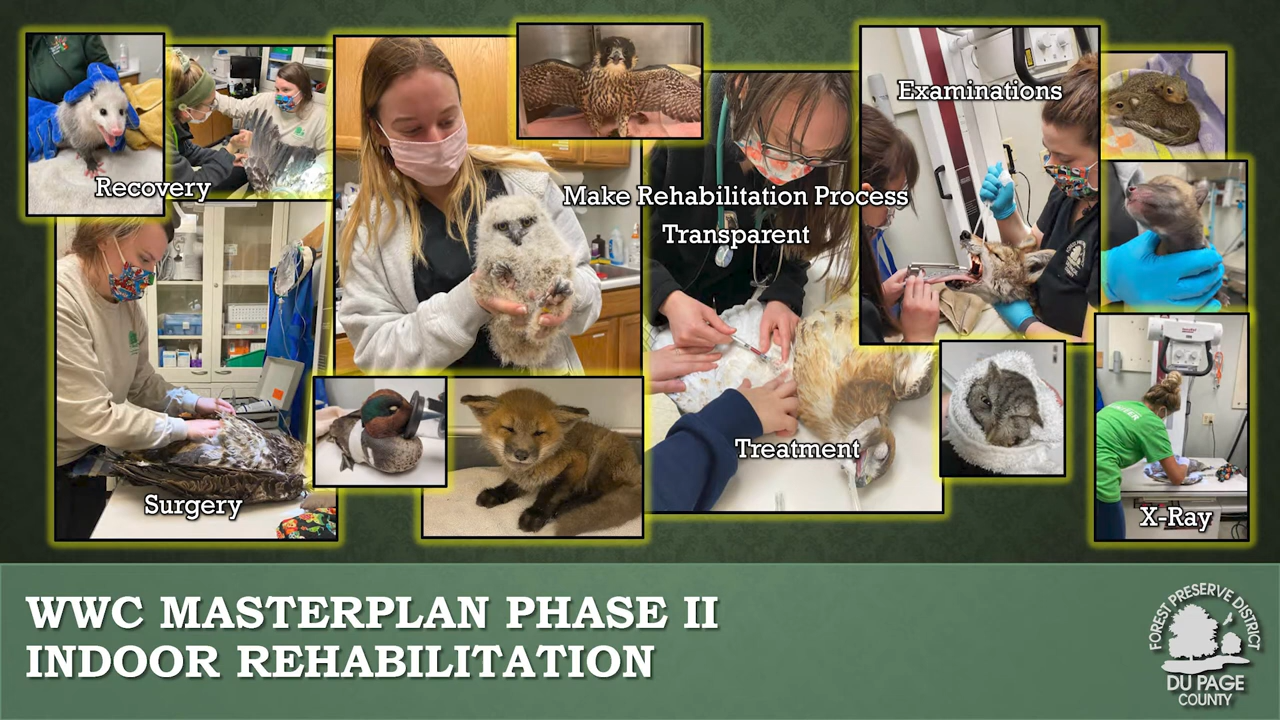 Recovery
Surgery
Make Rehabilitation Process
Transparent
Treatment
Examinations
X-Ray
WWC MASTERPLAN PHASE II
INDOOR REHABILITATION
FOREST PRESERVE DISTRICT
DU PAGE
COUNTY